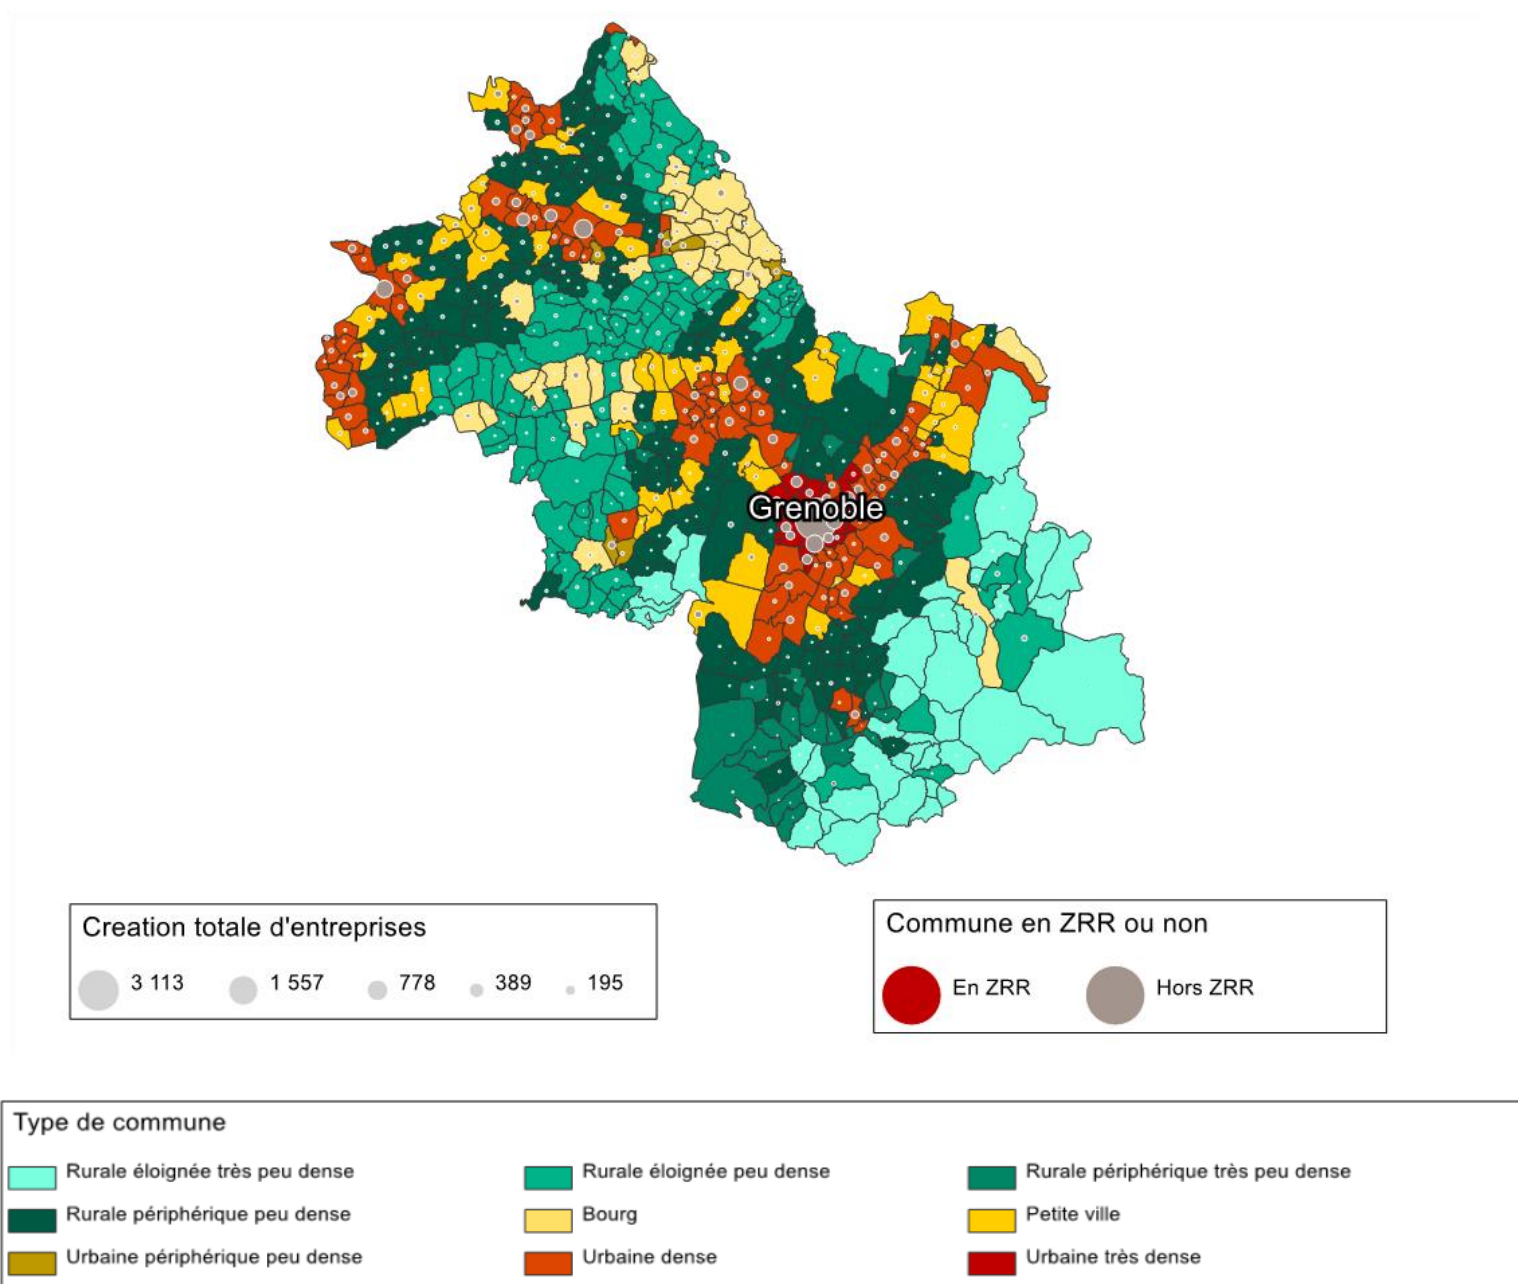 Grenoble
Creation totale d'entreprises
3 113 1 557 778 389 195
Commune en ZRR ou non
En ZRR Hors ZRR
Type de commune
Rurale éloignée très peu dense Rurale éloignée peu dense Rurale périphérique très peu dense
Rurale périphérique peu dense Bourg Petite ville
Urbaine périphérique peu dense Urbaine dense Urbaine très dense